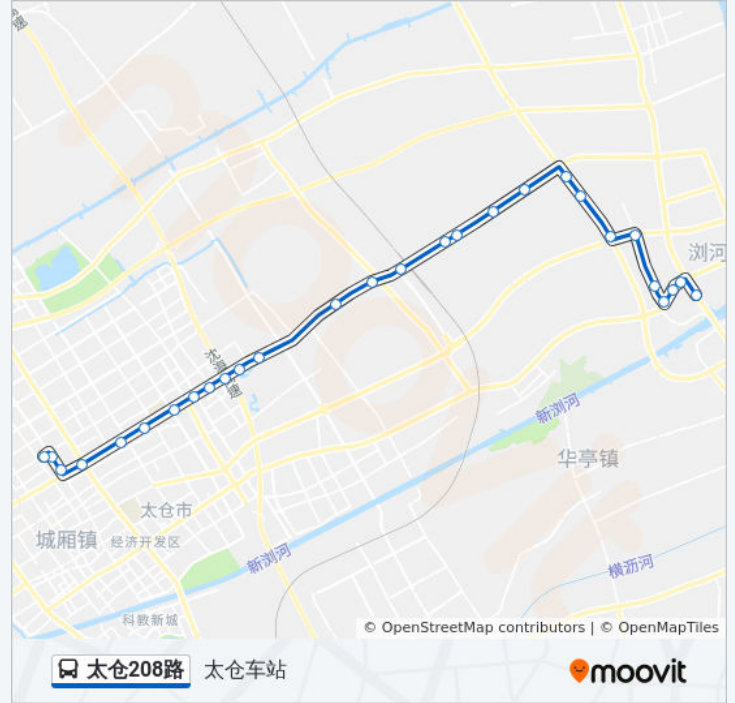 速
浏河
沈海高速
新浏河
华亭镇
太仓市
城厢镇
经济开发区
新浏河
横沥河
科教新城
© OpenStreetMap contributors | © OpenMapTiles
太仓208路 太仓车站
moovit